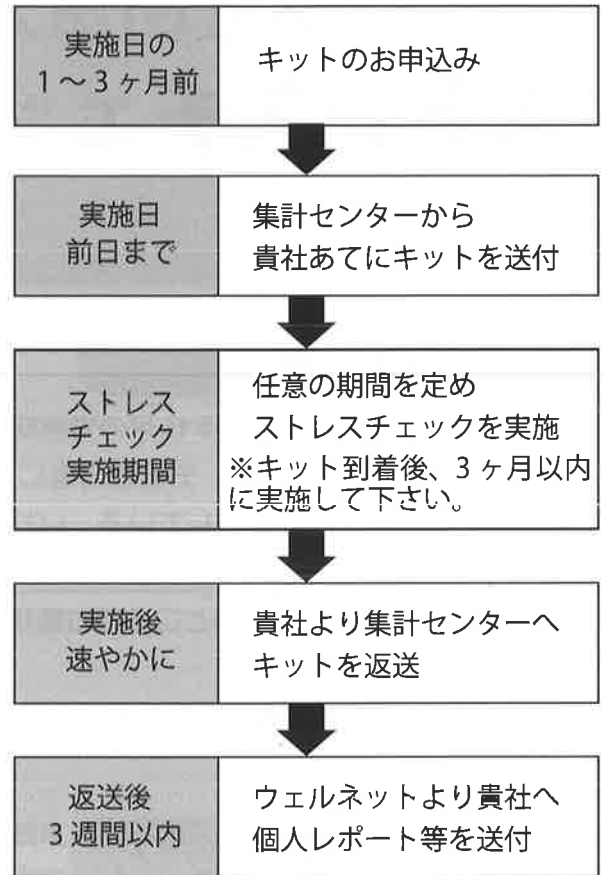 実施日の
1～3ヶ月前
キットのお申込み
実施日
前日まで
集計センターから
貴社あてにキットを送付
ストレス
チェック
実施期間
任意の期間を定め
ストレスチェックを実施
※キット到着後、3ヶ月以内
に実施して下さい。
実施後
速やかに
貴社より集計センターへ
キットを返送
返送後
3週間以内
ウェルネットより貴社へ
個人レポート等を送付